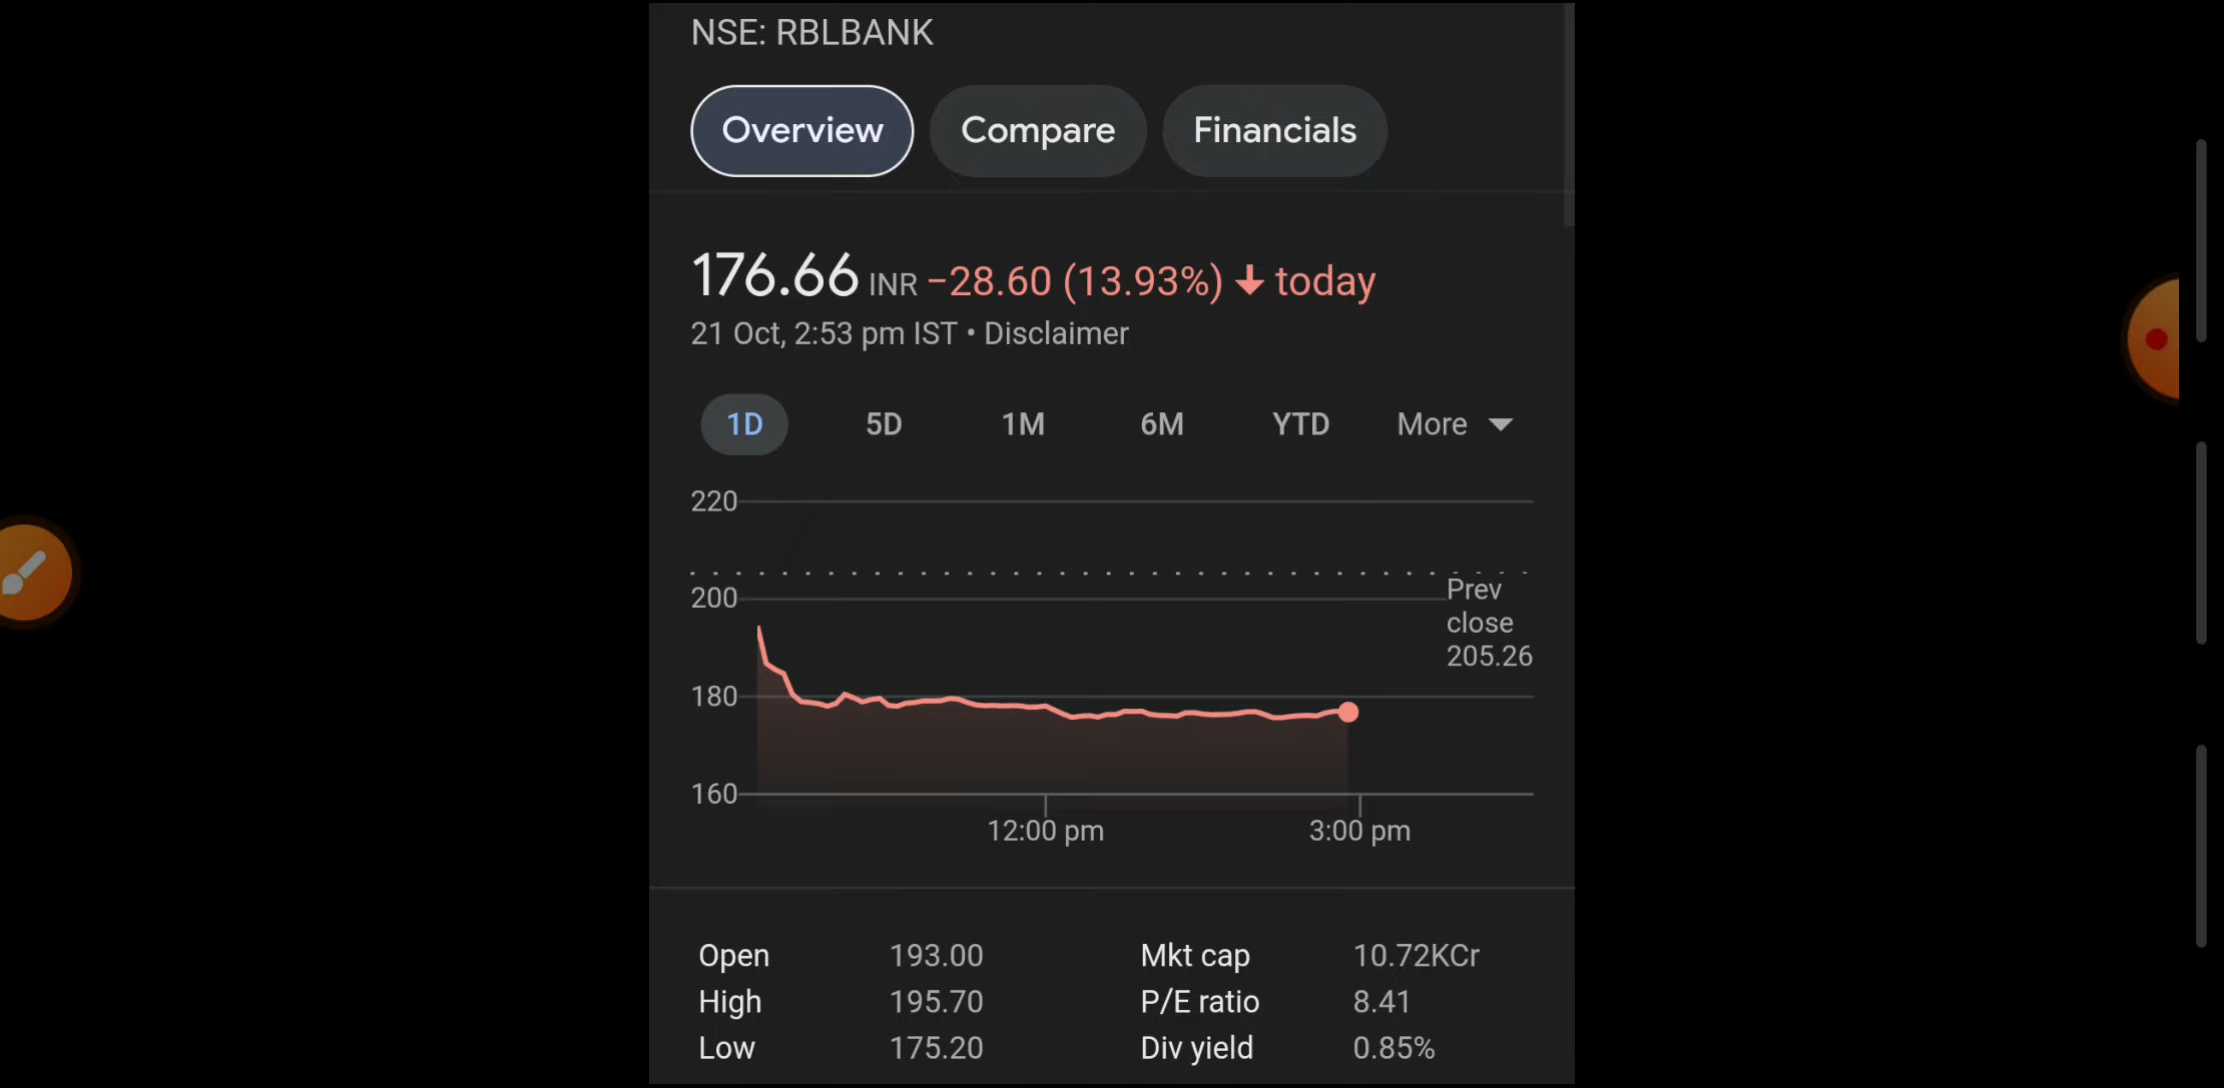 NSE: RBLBANK
Overview Compare Financials
176.66 INR −28.60 (13.93%) ↓ today
21 Oct, 2:53 pm IST • Disclaimer
1D 5D 1M 6M YTD More
220
200
Prev
close
205.26
180
160
12:00 pm 3:00 pm
Open 193.00 Mkt cap 10.72KCr
High 195.70 P/E ratio 8.41
Low 175.20 Div yield 0.85%